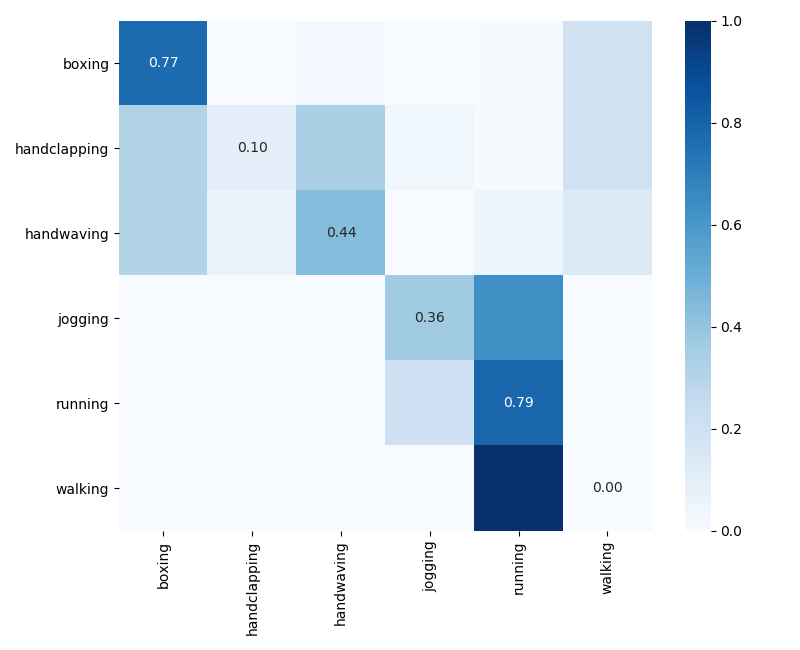 boxing
handclapping
handwaving
jogging
running
walking
0.77
0.10
0.44
0.36
0.79
0.00
boxing
handclapping
handwaving
jogging
running
walking
1.0
0.8
0.6
0.4
0.2
0.0